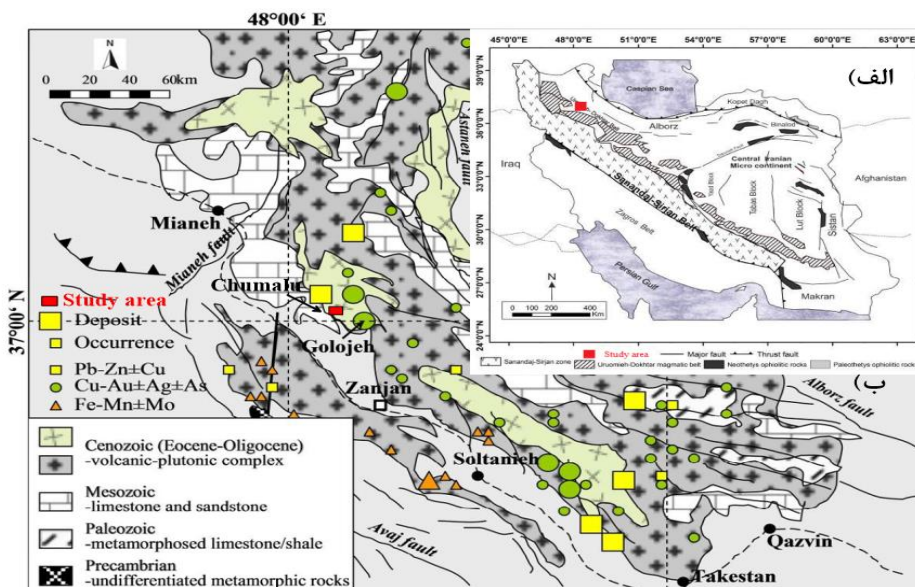 48°00‘ E
N
0 20 40 60km
Astaneh fault
Mianeh
Mianeh fault
Chumalu
37°00‘ N
Study area
Deposit
Occurrence
Pb-Zn±Cu
Cu-Au±Ag±As
Fe-Mn±Mo
Golojeh
Zanjan
Soltanieh
Alborz fault
Avaj fault
Qazvin
Takestan
Cenozoic (Eocene-Oligocene)
-volcanic-plutonic complex
Mesozoic
-limestone and sandstone
Paleozoic
-metamorphosed limestone/shale
Precambrian
-undifferentiated metamorphic rocks
الف)
45°0'0"E 48°0'0"E 51°0'0"E 54°0'0"E 57°0'0"E 60°0'0"E 63°0'0"E
Caspian Sea
Kopet Dagh
Alborz
Binalod
Central Iranian
Micro continent
Iraq
Afghanistan
Sanandaj-Sirjan Belt
Zagros Belt
Yazd Block
Tabas Block
Lut Block
Sistan
Persian Gulf
Makran
N
0 100 200 400
Km
Study area
Major fault
Thrust fault
Sanandaj-Sirjan zone
Uruomieh-Dokhtar magmatic belt
Neothetys ophiolitic rocks
Paleothetys ophiolitic rock
ب)